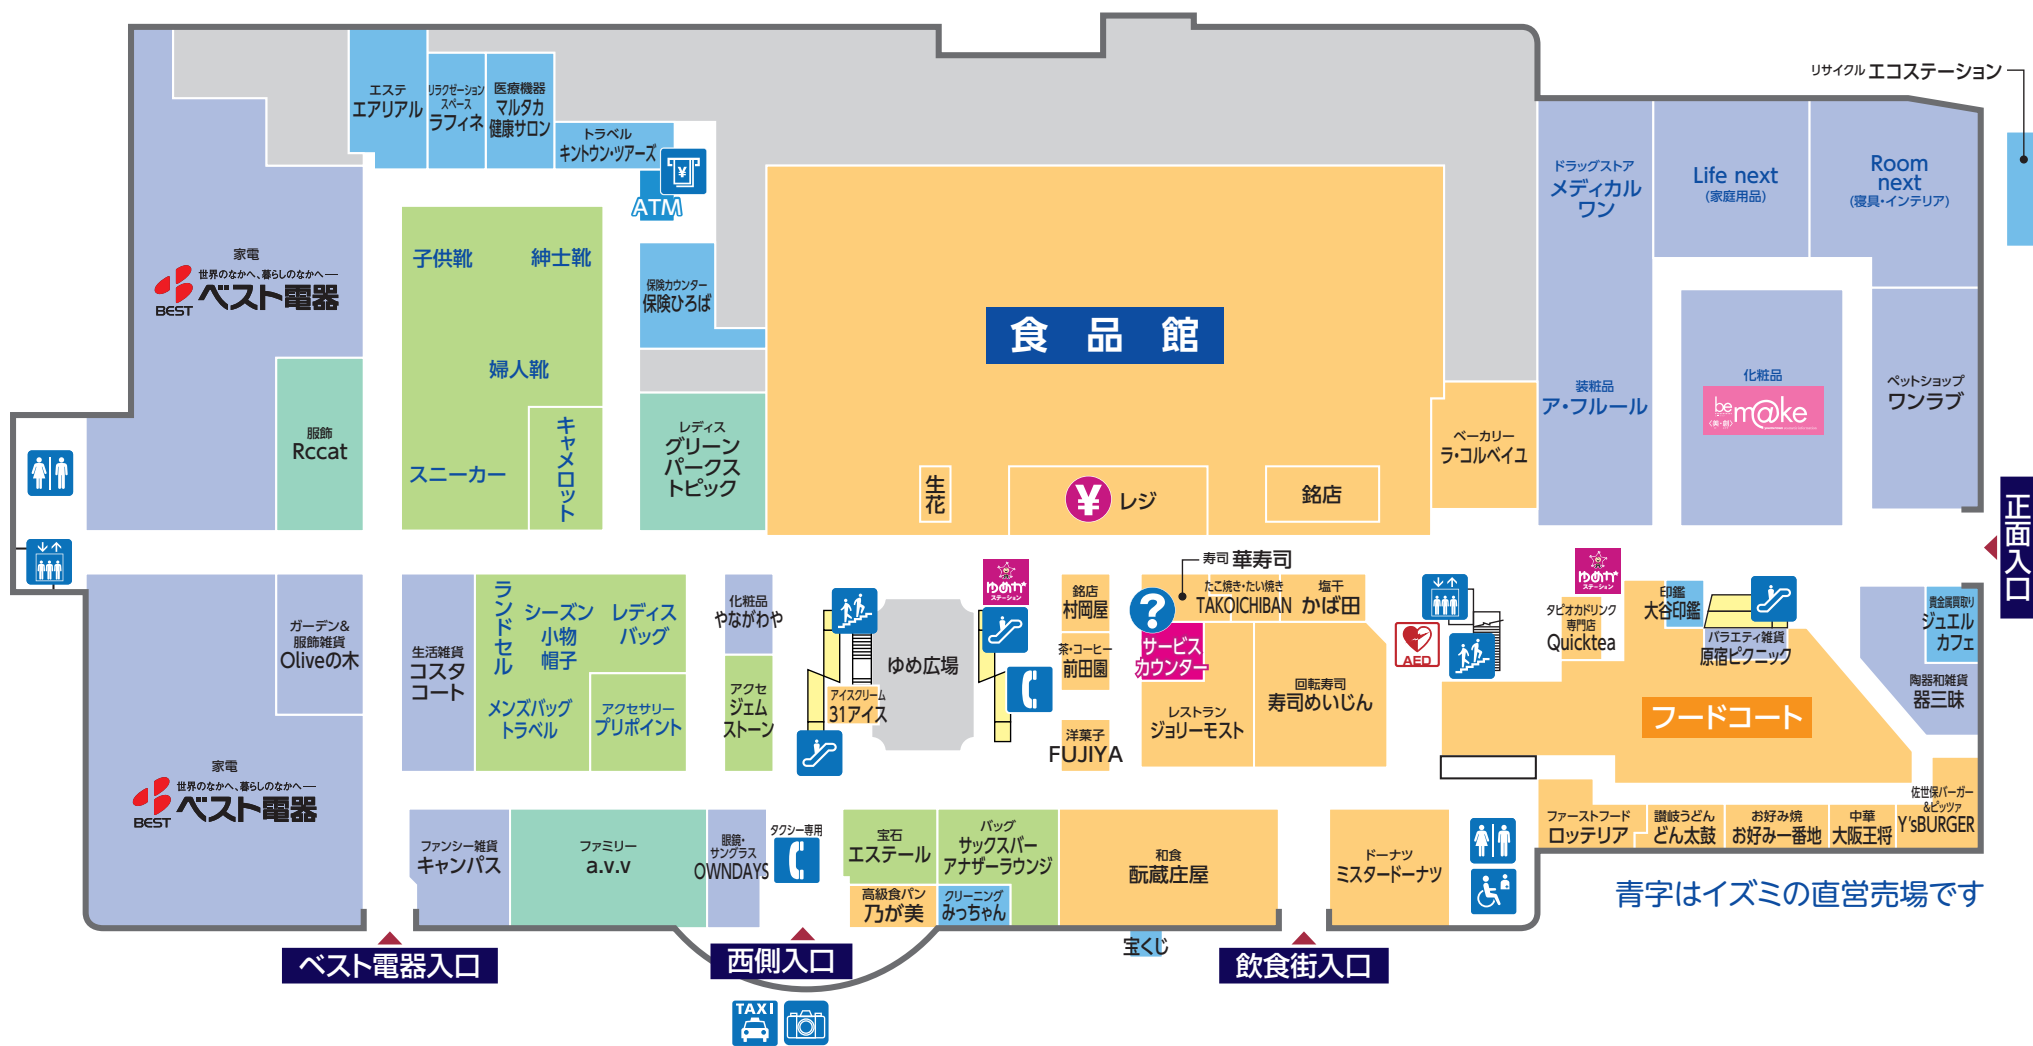 リサイクル エコステーション
エステ
エアリアル
リラクゼーション
スペース
ラフィネ
医療機器
マルタカ
健康サロン
トラベル
キントウン・ツアーズ
¥
ATM
ドラッグストア
メディカル
ワン
Life next
(家庭用品)
Room
next
(寝具・インテリア)
家電
世界のなかへ、暮らしのなかへ―
ベスト電器
BEST
子供靴
紳士靴
保険カウンター
保険ひろば
食品館
婦人靴
服飾
Rccat
スニーカー
キャメロット
レディス
グリーン
パークス
トピック
生花
¥ レジ
銘店
ベーカリー
ラ・コルベイユ
装粧品
ア・フルール
化粧品
be m@ke
〈美・創〉
ペットショップ
ワンラブ
正面入口
ガーデン&
服飾雑貨
Oliveの木
生活雑貨
コスタ
コート
ランドセル
シーズン
小物
帽子
レディス
バッグ
メンズバッグ
トラベル
アクセサリー
プリポイント
化粧品
やながわや
アクセ
ジェム
ストーン
アイスクリーム
31アイス
ゆめ広場
ゆめか
ステーション
銘店
村岡屋
茶・コーヒー
前田園
洋菓子
FUJIYA
寿司 華寿司
たこ焼き・たい焼き
TAKOICHIBAN
塩干
かば田
?
サービス
カウンター
レストラン
ジョリーモスト
回転寿司
寿司めいじん
AED
ゆめか
ステーション
タピオカドリンク
専門店
Quicktea
印鑑
大谷印鑑
バラエティ雑貨
原宿ピクニック
貴金属買取り
ジュエル
カフェ
陶器和雑貨
器三昧
フードコート
家電
世界のなかへ、暮らしのなかへ―
ベスト電器
BEST
ファンシー雑貨
キャンパス
ファミリー
a.v.v
眼鏡・
サングラス
OWNDAYS
タクシー専用
宝石
エステール
バッグ
サックスバー
アナザーラウンジ
高級食パン
乃が美
クリーニング
みっちゃん
和食
酛蔵庄屋
ドーナツ
ミスタードーナツ
ファーストフード
ロッテリア
讃岐うどん
どん太鼓
お好み焼
お好み一番地
中華
大阪王将
佐世保バーガー
&ピッツァ
Y'sBURGER
青字はイズミの直営売場です
宝くじ
ベスト電器入口
西側入口
飲食街入口
TAXI